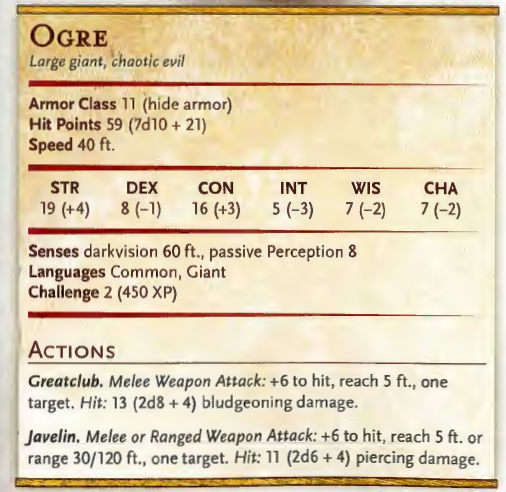 OGRE
Large giant, chaotic evil
Armor Class 11 (hide armor)
Hit Points 59 (7d10 + 21)
Speed 40 ft.
STR DEX CON INT WIS CHA
19 (+4) 8 (−1) 16 (+3) 5 (−3) 7 (−2) 7 (−2)
Senses darkvision 60 ft., passive Perception 8
Languages Common, Giant
Challenge 2 (450 XP)
ACTIONS
Greatclub. Melee Weapon Attack: +6 to hit, reach 5 ft., one
target. Hit: 13 (2d8 + 4) bludgeoning damage.
Javelin. Melee or Ranged Weapon Attack: +6 to hit, reach 5 ft. or
range 30/120 ft., one target. Hit: 11 (2d6 + 4) piercing damage.